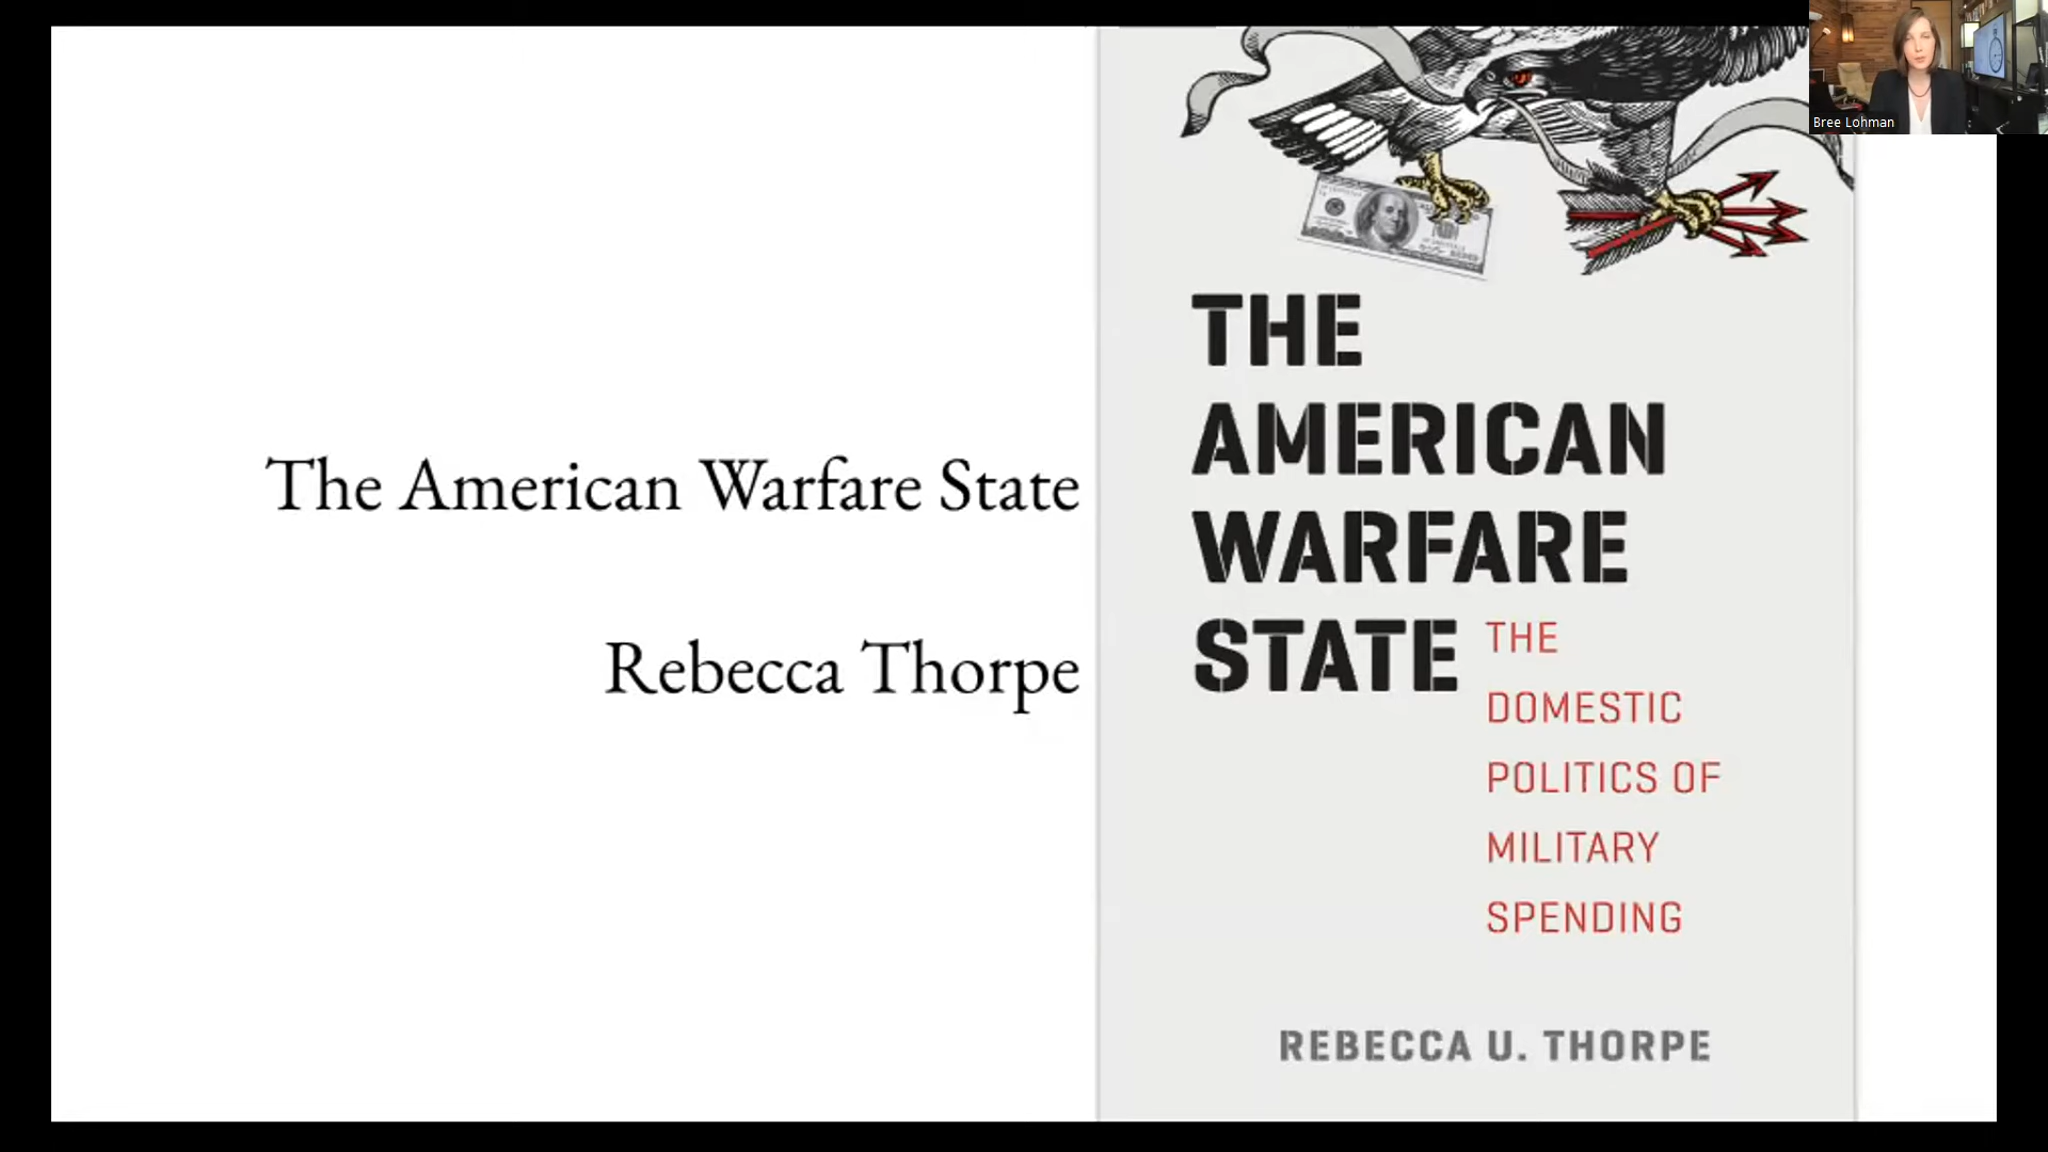 The American Warfare State
Rebecca Thorpe
THE
AMERICAN
WARFARE
STATE
THE
DOMESTIC
POLITICS OF
MILITARY
SPENDING
REBECCA U. THORPE
Bree Lohman